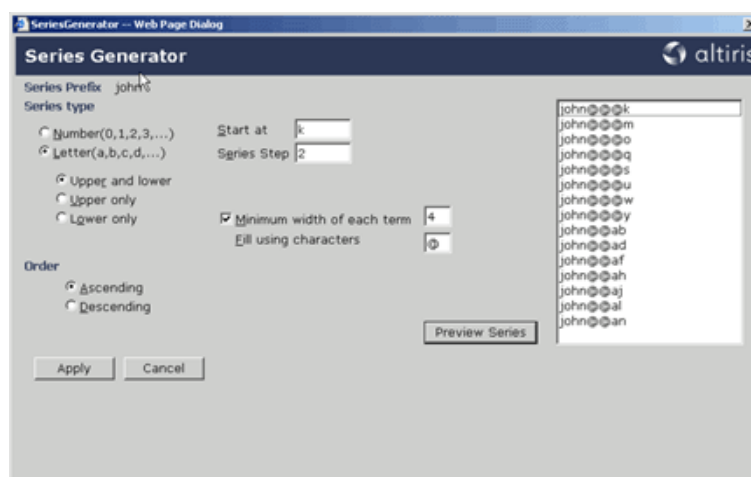 SeriesGenerator -- Web Page Dialog
Series Generator
altiris
Series Prefix john%
Series type
Number(0,1,2,3,...)
Letter(a,b,c,d,...)
Upper and lower
Upper only
Lower only
Start at k
Series Step 2
Minimum width of each term 4
Fill using characters @
Order
Ascending
Descending
Preview Series
Apply
Cancel
john@@@k
john@@@m
john@@@o
john@@@q
john@@@s
john@@@u
john@@@w
john@@@y
john@@ab
john@@ad
john@@af
john@@ah
john@@aj
john@@al
john@@an